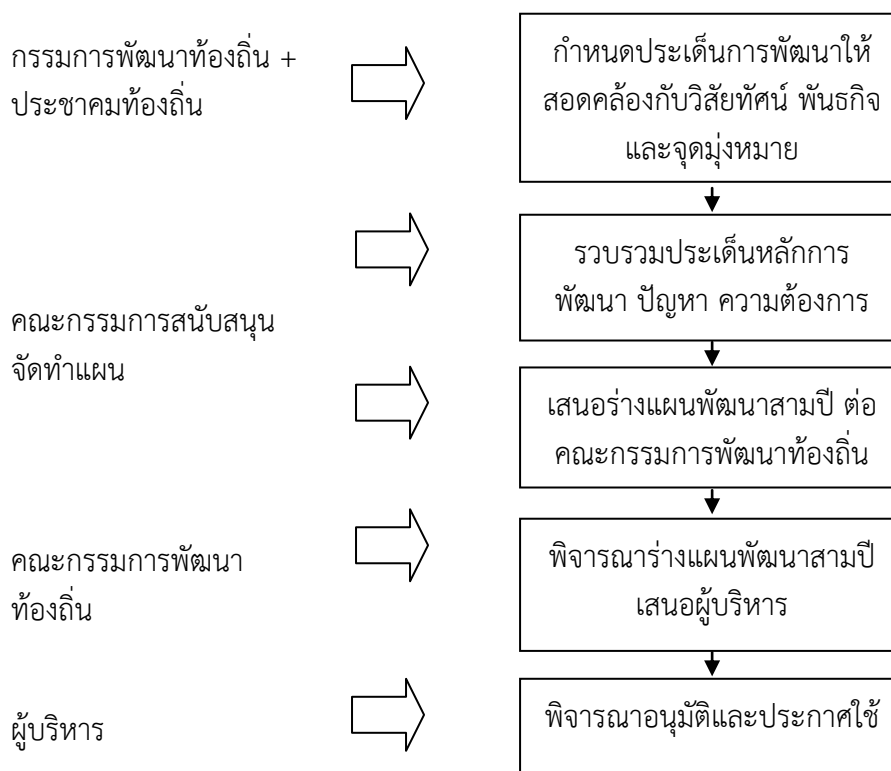 กรรมการพัฒนาท้องถิ่น +
ประชาคมท้องถิ่น
กำหนดประเด็นการพัฒนาให้
สอดคล้องกับวิสัยทัศน์ พันธกิจ
และจุดมุ่งหมาย
รวบรวมประเด็นหลักการ
พัฒนา ปัญหา ความต้องการ
คณะกรรมการสนับสนุน
จัดทำแผน
เสนอร่างแผนพัฒนาสามปี ต่อ
คณะกรรมการพัฒนาท้องถิ่น
คณะกรรมการพัฒนา
ท้องถิ่น
พิจารณาร่างแผนพัฒนาสามปี
เสนอผู้บริหาร
ผู้บริหาร
พิจารณาอนุมัติและประกาศใช้